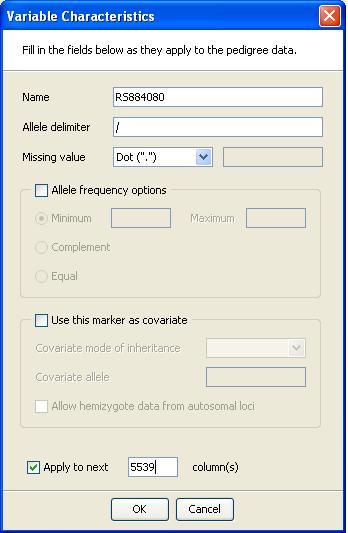 Variable Characteristics
Fill in the fields below as they apply to the pedigree data.
Name RS884080
Allele delimiter /
Missing value Dot (".")
Allele frequency options
Minimum Maximum
Complement
Equal
Use this marker as covariate
Covariate mode of inheritance
Covariate allele
Allow hemizygote data from autosomal loci
Apply to next 5539 column(s)
OK Cancel